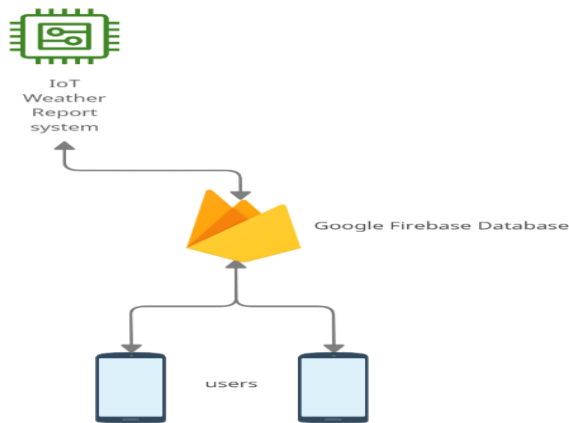 IoT
Weather
Report
system
Google Firebase Database
users